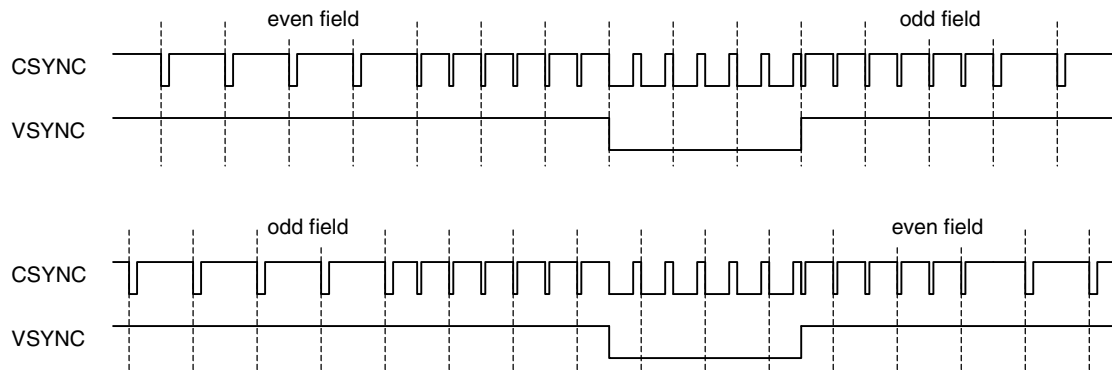 even field
odd field
CSYNC
VSYNC
odd field
even field
CSYNC
VSYNC